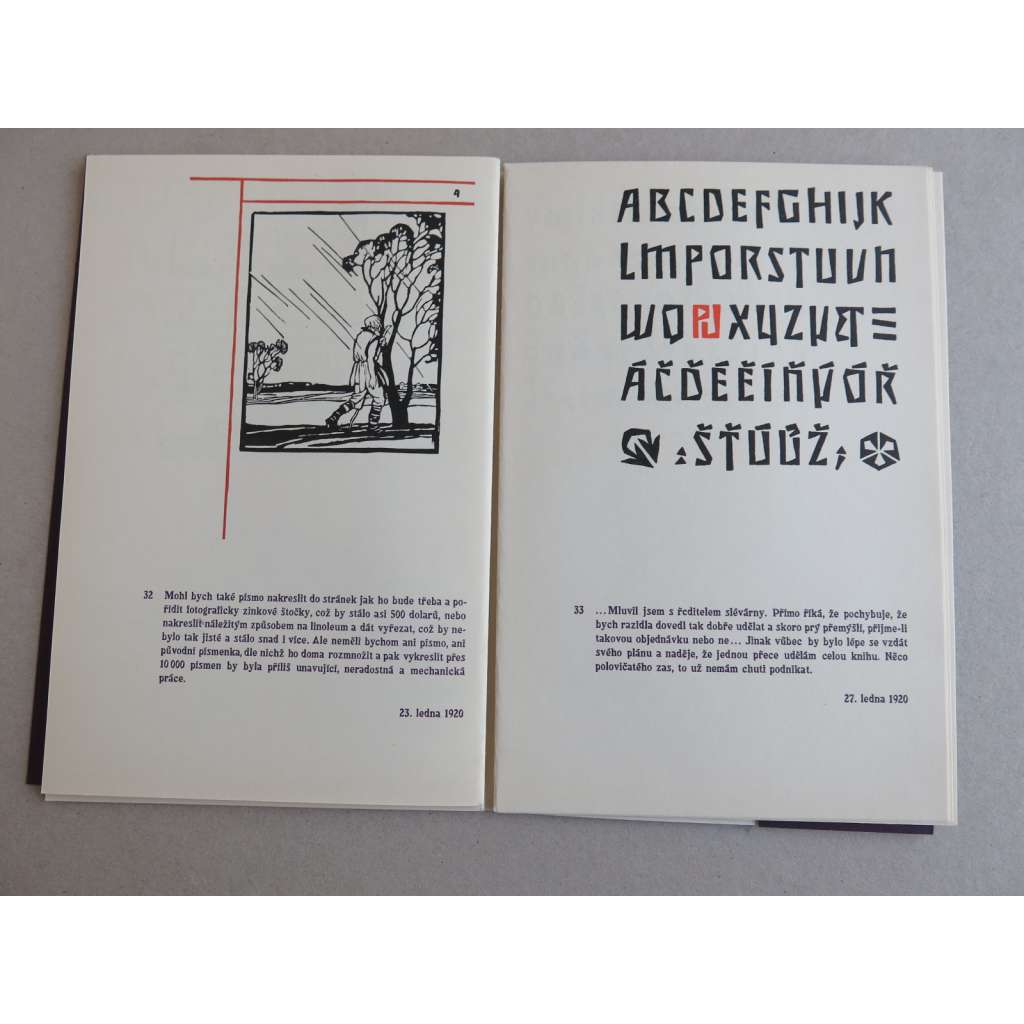 4
32 Mohl bych také písmo nakreslit do stránek jak ho bude třeba a po-
řídit fotograficky zinkové štočky, což by stálo asi 500 dolarů, nebo
nakreslit náležitým způsobem na linoleum a dát vyřezat, což by ne-
bylo tak jisté a stálo snad i více. Ale neměli bychom ani písmo, ani
původní písmenka, dle nichž ho doma rozmnožit a pak vykreslit přes
10 000 písmen by byla příliš unavující, neradostná a mechanická
práce.
23. ledna 1920
ABCDEFGHIJK
LMPORSTUVN
WQ PJ XYZ
ÁČĎÉĚÍŇÝÓŘ
:ŠŤÚŮŽ;
33 ...Mluvil jsem s ředitelem slévárny. Přímo říká, že pochybuje, že
bych razidla dovedl tak dobře udělat a skoro prý přemýšlí, přijme-li
takovou objednávku nebo ne... Jinak vůbec by bylo lépe se vzdát
svého plánu a naděje, že jednou přece udělám celou knihu. Něco
polovičatého zas, to už nemám chuti podnikat.
27. ledna 1920